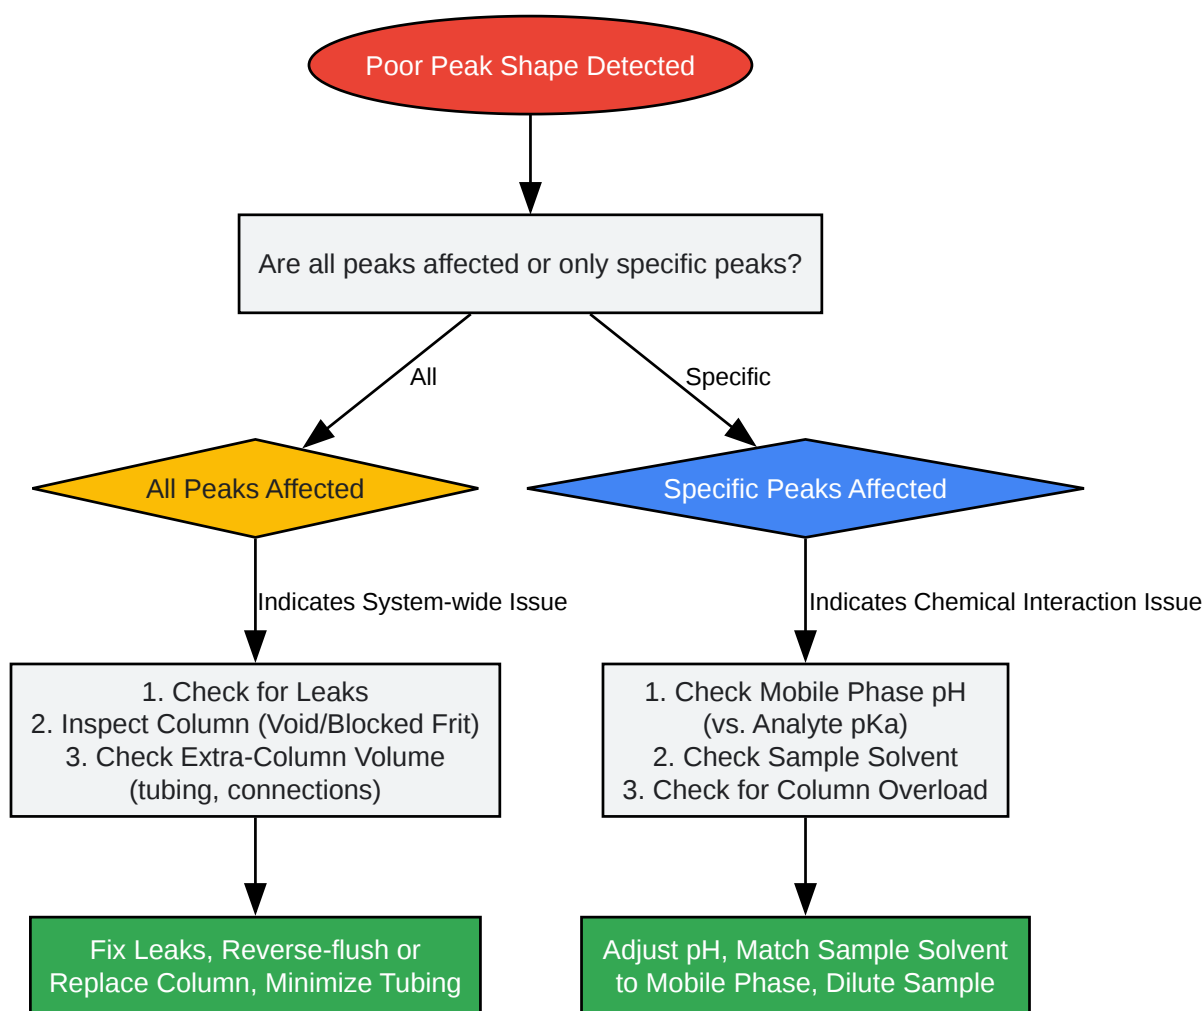 Poor Peak Shape Detected
Are all peaks affected or only specific peaks?
All
Specific
All Peaks Affected
Specific Peaks Affected
Indicates System-wide Issue
Indicates Chemical Interaction Issue
1. Check for Leaks
2. Inspect Column (Void/Blocked Frit)
3. Check Extra-Column Volume
(tubing, connections)
1. Check Mobile Phase pH
(vs. Analyte pKa)
2. Check Sample Solvent
3. Check for Column Overload
Fix Leaks, Reverse-flush or
Replace Column, Minimize Tubing
Adjust pH, Match Sample Solvent
to Mobile Phase, Dilute Sample